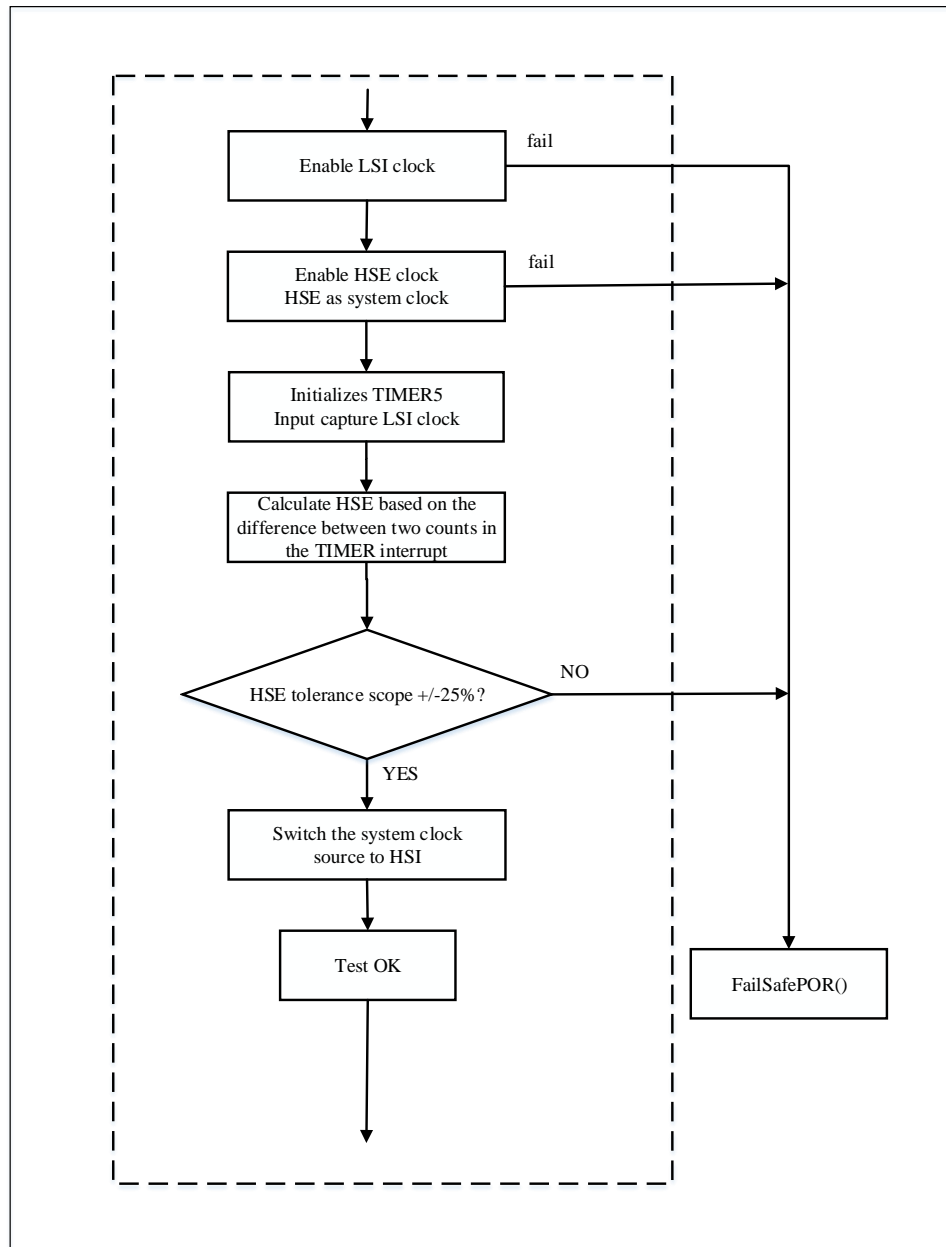 fail
Enable LSI clock
fail
Enable HSE clock
HSE as system clock
Initializes TIMER5
Input capture LSI clock
Calculate HSE based on the
difference between two counts in
the TIMER interrupt
NO
HSE tolerance scope +/-25%?
YES
Switch the system clock
source to HSI
Test OK
FailSafePOR()